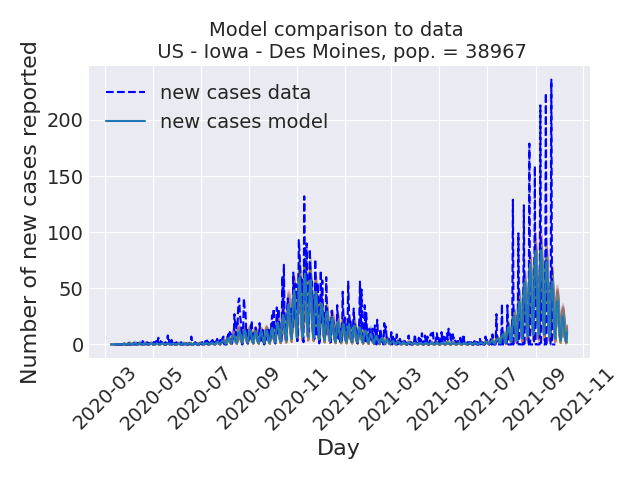 Model comparison to data
US - Iowa - Des Moines, pop. = 38967
Number of new cases reported
new cases data
new cases model
200
150
100
50
0
2020-03
2020-05
2020-07
2020-09
2020-11
2021-01
2021-03
2021-05
2021-07
2021-09
2021-11
Day